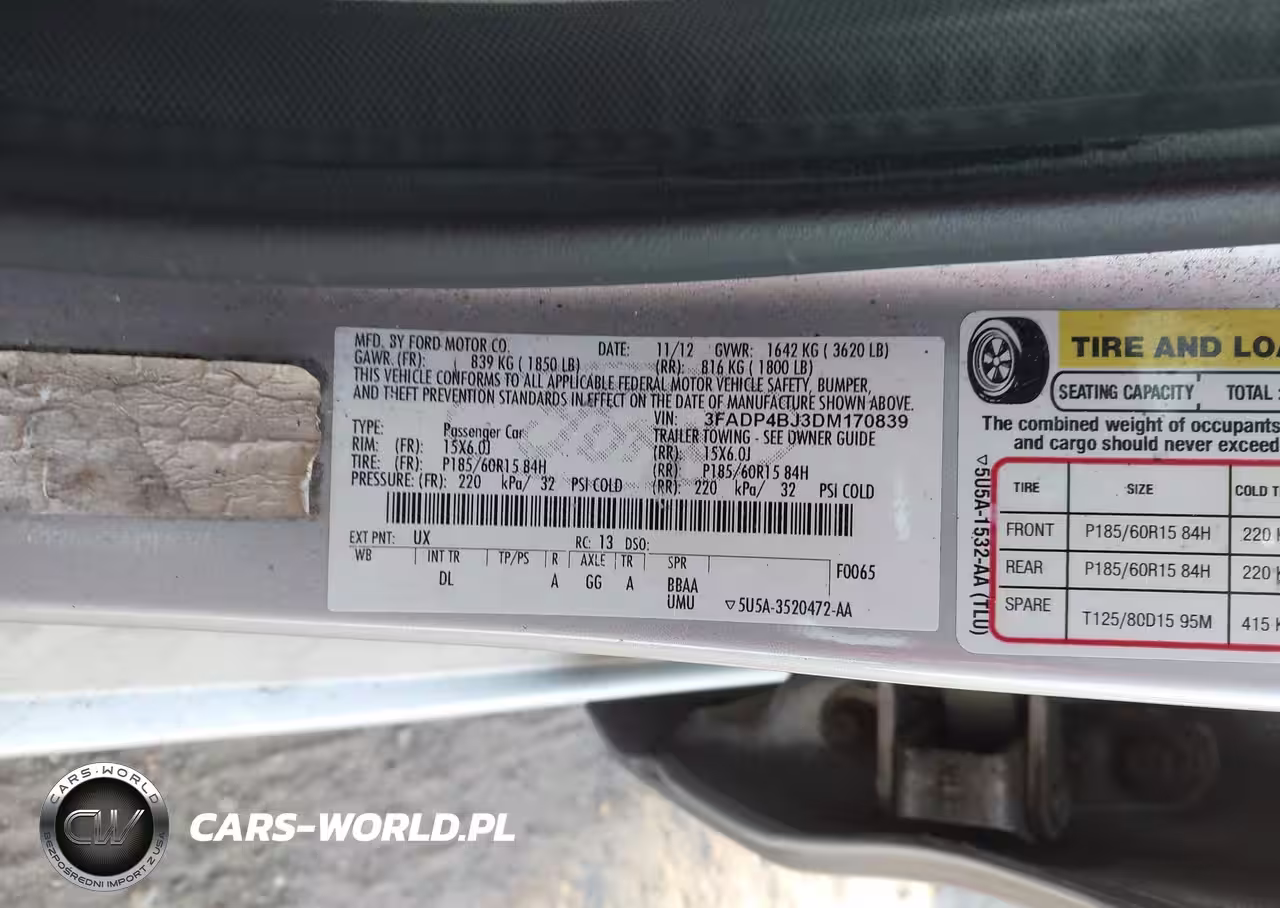 MFD. BY FORD MOTOR CO. DATE: 11/12 GVWR: 1642 KG ( 3620 LB)
GAWR. (FR): 839 KG ( 1850 LB) (RR): 816 KG ( 1800 LB)
THIS VEHICLE CONFORMS TO ALL APPLICABLE FEDERAL MOTOR VEHICLE SAFETY, BUMPER,
AND THEFT PREVENTION STANDARDS IN EFFECT ON THE DATE OF MANUFACTURE SHOWN ABOVE.
VIN: 3FADP4BJ3DM170839
TYPE: Passenger Car TRAILER TOWING - SEE OWNER GUIDE
RIM: (FR): 15X6.0J (RR): 15X6.0J
TIRE: (FR): P185/60R15 84H (RR) P185/60R15 84H
PRESSURE: (FR): 220 kPa/ 32 PSI COLD (RR): 220 kPa/ 32 PSI COLD
EXT PNT: UX RC: 13 DSO:
WB INT TR TP/PS R AXLE TR SPR
DL A GG A BBAA F0065
UMU ▽5U5A-3520472-AA
TIRE AND LOA
SEATING CAPACITY TOTAL
The combined weight of occupants
and cargo should never exceed
TIRE SIZE COLD T
FRONT P185/60R15 84H 220 K
REAR P185/60R15 84H 220 K
SPARE T125/80D15 95M 415 K
▽5U5A-1532-AA (TLU)
CARS-WORLD
CW
BEZPOŚREDNI IMPORT Z USA
CARS-WORLD.PL